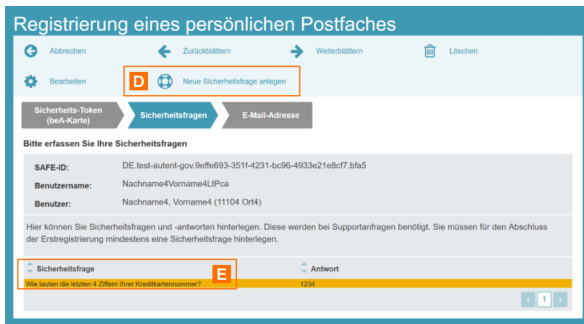 Registrierung eines persönlichen Postfaches
Abbrechen Zurückblättern Weiterblättern Löschen
Bearbeiten D Neue Sicherheitsfrage anlegen
Sicherheits-Token
(beA-Karte) Sicherheitsfragen E-Mail-Adresse
Bitte erfassen Sie Ihre Sicherheitsfragen
SAFE-ID: DE.test-autent-gov.9effe693-351f-4231-bc96-4933e21e8cf7.bfa5
Benutzername: Nachname4Vorname4LtPca
Benutzer: Nachname4, Vorname4 (11104 Ort4)
Hier können Sie Sicherheitsfragen und -antworten hinterlegen. Diese werden bei Supportanfragen benötigt. Sie müssen für den Abschluss
der Erstregistrierung mindestens eine Sicherheitsfrage hinterlegen.
Sicherheitsfrage E Antwort
Wie lauten die letzten 4 Ziffern Ihrer Kreditkartennummer? 1234
< 1 >